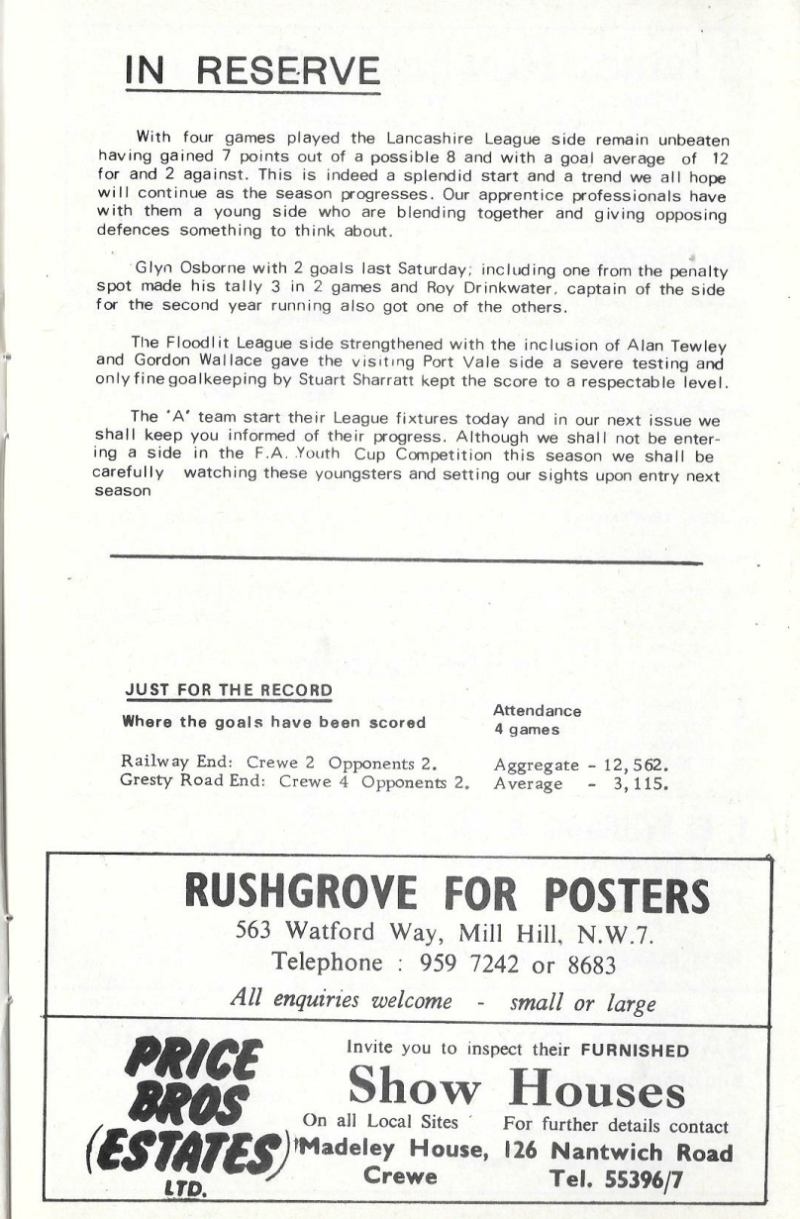 IN RESERVE
With four games played the Lancashire League side remain unbeaten
having gained 7 points out of a possible 8 and with a goal average of 12
for and 2 against. This is indeed a splendid start and a trend we all hope
will continue as the season progresses. Our apprentice professionals have
with them a young side who are blending together and giving opposing
defences something to think about.
Glyn Osborne with 2 goals last Saturday, including one from the penalty
spot made his tally 3 in 2 games and Roy Drinkwater, captain of the side
for the second year running also got one of the others.
The Floodlit League side strengthened with the inclusion of Alan Tewley
and Gordon Wallace gave the visiting Port Vale side a severe testing and
only fine goalkeeping by Stuart Sharratt kept the score to a respectable level.
The 'A' team start their League fixtures today and in our next issue we
shall keep you informed of their progress. Although we shall not be enter-
ing a side in the F.A. Youth Cup Competition this season we shall be
carefully watching these youngsters and setting our sights upon entry next
season
JUST FOR THE RECORD
Where the goals have been scored
Railway End: Crewe 2 Opponents 2.
Gresty Road End: Crewe 4 Opponents 2.
Attendance
4 games
Aggregate - 12,562.
Average - 3,115.
RUSHGROVE FOR POSTERS
563 Watford Way, Mill Hill, N.W.7.
Telephone : 959 7242 or 8683
All enquiries welcome - small or large
PRICE
BROS
(ESTATES)
LTD.
Invite you to inspect their FURNISHED
Show Houses
On all Local Sites For further details contact
Madeley House, 126 Nantwich Road
Crewe Tel. 55396/7